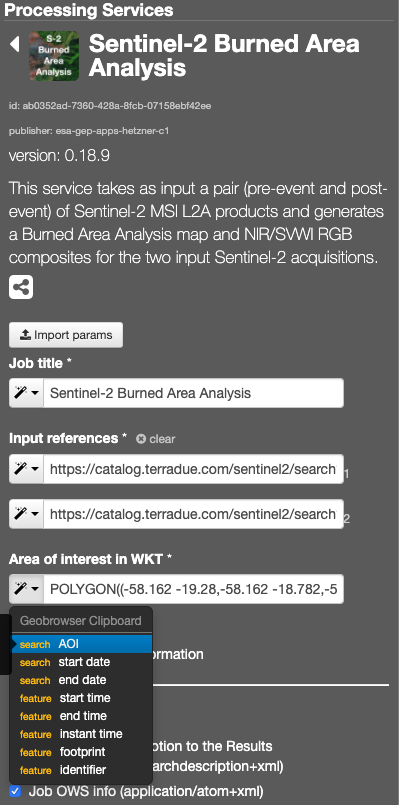 Processing Services
S-2
Burned
Area
Analysis
Sentinel-2 Burned Area
Analysis
id: ab0352ad-7360-428a-8fcb-07158ebf42ee
publisher: esa-gep-apps-hetzner-c1
version: 0.18.9
This service takes as input a pair (pre-event and post-
event) of Sentinel-2 MSI L2A products and generates
a Burned Area Analysis map and NIR/SVWI RGB
composites for the two input Sentinel-2 acquisitions.
Import params
Job title *
Sentinel-2 Burned Area Analysis
Input references * clear
https://catalog.terradue.com/sentinel2/search 1
https://catalog.terradue.com/sentinel2/search 2
Area of interest in WKT *
POLYGON((-58.162 -19.28,-58.162 -18.782,-5
Geobrowser Clipboard
search AOI
search start date
search end date
feature start time
feature end time
feature instant time
feature footprint
feature identifier
ormation
ption to the Results
archdescription+xml)
Job OWS info (application/atom+xml)